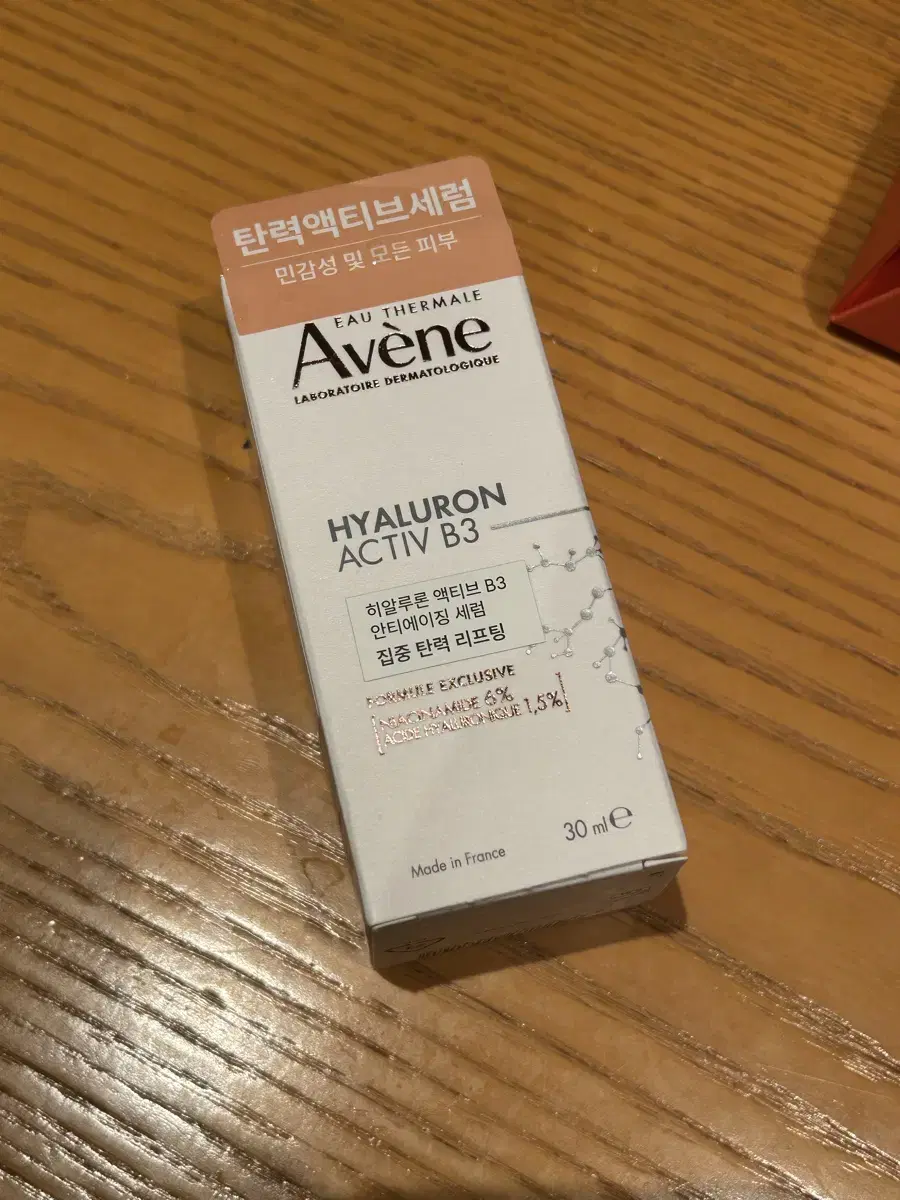 탄력액티브세럼
민감성 및 모든 피부
EAU THERMALE
Avène
LABORATOIRE DERMATOLOGIQUE
HYALURON
ACTIV B3
히알루론 액티브 B3
안티에이징 세럼
집중 탄력 리프팅
FORMULE EXCLUSIVE
NIACINAMIDE 6%
ACIDE HYALURONIQUE 1,5%
30 ml e
Made in France